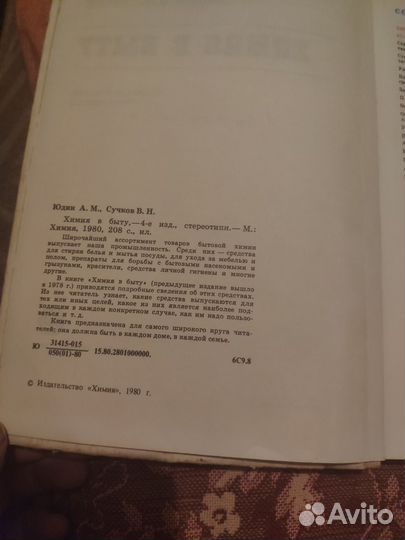 Юдин А. М., Сучков В. Н.
Химия в быту.—4-е изд., стереотипн.— М.:
Химия, 1980, 208 с., ил.
Широчайший ассортимент товаров бытовой химии
выпускает наша промышленность. Среди них — средства
для стирки белья и мытья посуды, для ухода за мебелью и
полом, препараты для борьбы с бытовыми насекомыми и
грызунами, красители, средства личной гигиены и многие
другие.
В книге «Химия в быту» (предыдущее издание вышло
в 1978 г.) приводятся подробные сведения об этих средствах.
Из нее читатель узнает, какие средства выпускаются для
тех или иных целей, какое из них является наиболее под-
ходящим в каждом конкретном случае, как им надо пользо-
ваться и т. д.
Книга предназначена для самого широкого круга чита-
телей; она должна быть в каждом доме, в каждой семье.
Ю 31415-015
050(01)-80 15.80.2801000000. 6С9.8
© Издательство «Химия», 1980 г.
Avito